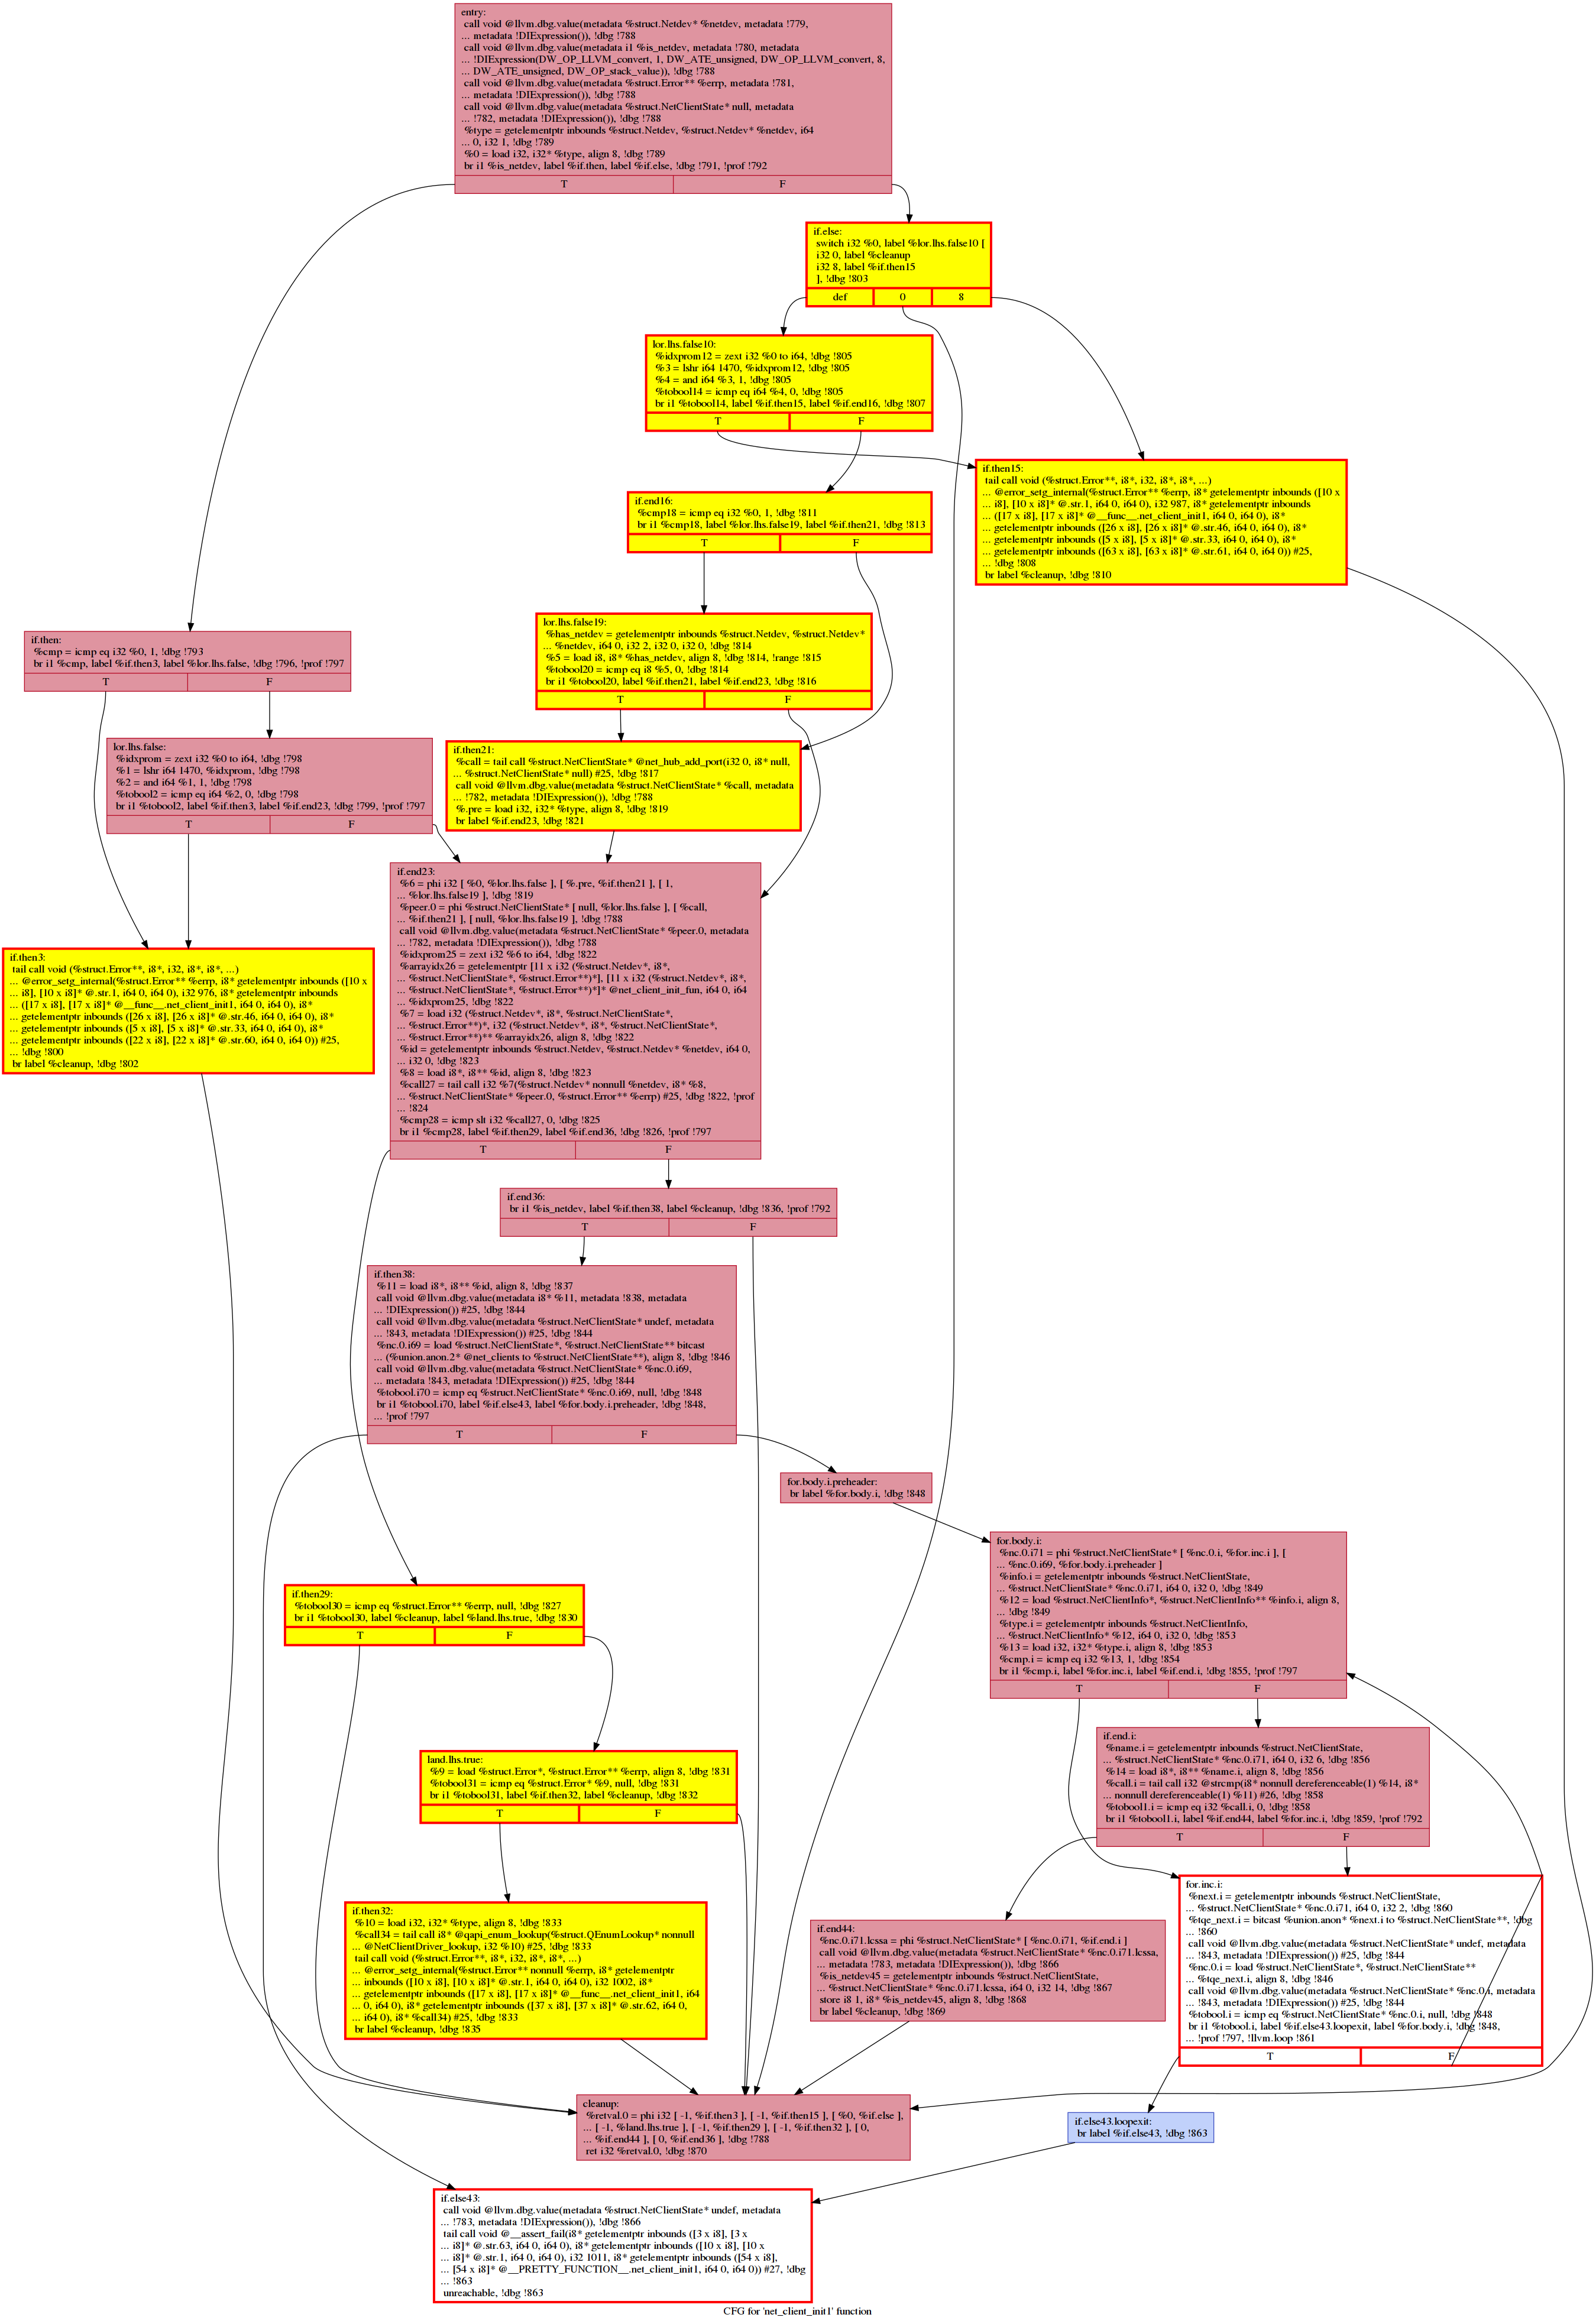 entry:
call void @llvm.dbg.value(metadata %struct.Netdev* %netdev, metadata !779,
... metadata !DIExpression()), !dbg !788
call void @llvm.dbg.value(metadata i1 %is_netdev, metadata !780, metadata
... !DIExpression(DW_OP_LLVM_convert, 1, DW_ATE_unsigned, DW_OP_LLVM_convert, 8,
... DW_ATE_unsigned, DW_OP_stack_value)), !dbg !788
call void @llvm.dbg.value(metadata %struct.Error** %errp, metadata !781,
... metadata !DIExpression()), !dbg !788
call void @llvm.dbg.value(metadata %struct.NetClientState* null, metadata
... !782, metadata !DIExpression()), !dbg !788
%type = getelementptr inbounds %struct.Netdev, %struct.Netdev* %netdev, i64
... 0, i32 1, !dbg !789
%0 = load i32, i32* %type, align 8, !dbg !789
br i1 %is_netdev, label %if.then, label %if.else, !dbg !791, !prof !792
T F
if.else:
switch i32 %0, label %lor.lhs.false10 [
i32 0, label %cleanup
i32 8, label %if.then15
], !dbg !803
def 0 8
lor.lhs.false10:
%idxprom12 = zext i32 %0 to i64, !dbg !805
%3 = lshr i64 1470, %idxprom12, !dbg !805
%4 = and i64 %3, 1, !dbg !805
%tobool14 = icmp eq i64 %4, 0, !dbg !805
br i1 %tobool14, label %if.then15, label %if.end16, !dbg !807
T F
if.then15:
tail call void (%struct.Error**, i8*, i32, i8*, i8*, ...)
... @error_setg_internal(%struct.Error** %errp, i8* getelementptr inbounds ([10 x
... i8], [10 x i8]* @.str.1, i64 0, i64 0), i32 987, i8* getelementptr inbounds
... ([17 x i8], [17 x i8]* @__func__.net_client_init1, i64 0, i64 0), i8*
... getelementptr inbounds ([26 x i8], [26 x i8]* @.str.46, i64 0, i64 0), i8*
... getelementptr inbounds ([5 x i8], [5 x i8]* @.str.33, i64 0, i64 0), i8*
... getelementptr inbounds ([63 x i8], [63 x i8]* @.str.61, i64 0, i64 0)) #25,
... !dbg !808
br label %cleanup, !dbg !810
if.end16:
%cmp18 = icmp eq i32 %0, 1, !dbg !811
br i1 %cmp18, label %lor.lhs.false19, label %if.then21, !dbg !813
T F
lor.lhs.false19:
%has_netdev = getelementptr inbounds %struct.Netdev, %struct.Netdev*
... %netdev, i64 0, i32 2, i32 0, i32 0, !dbg !814
%5 = load i8, i8* %has_netdev, align 8, !dbg !814, !range !815
%tobool20 = icmp eq i8 %5, 0, !dbg !814
br i1 %tobool20, label %if.then21, label %if.end23, !dbg !816
T F
if.then:
%cmp = icmp eq i32 %0, 1, !dbg !793
br i1 %cmp, label %if.then3, label %lor.lhs.false, !dbg !796, !prof !797
T F
lor.lhs.false:
%idxprom = zext i32 %0 to i64, !dbg !798
%1 = lshr i64 1470, %idxprom, !dbg !798
%2 = and i64 %1, 1, !dbg !798
%tobool2 = icmp eq i64 %2, 0, !dbg !798
br i1 %tobool2, label %if.then3, label %if.end23, !dbg !799, !prof !797
T F
if.then21:
%call = tail call %struct.NetClientState* @net_hub_add_port(i32 0, i8* null,
... %struct.NetClientState* null) #25, !dbg !817
call void @llvm.dbg.value(metadata %struct.NetClientState* %call, metadata
... !782, metadata !DIExpression()), !dbg !788
%.pre = load i32, i32* %type, align 8, !dbg !819
br label %if.end23, !dbg !821
if.end23:
%6 = phi i32 [ %0, %lor.lhs.false ], [ %.pre, %if.then21 ], [ 1,
... %lor.lhs.false19 ], !dbg !819
%peer.0 = phi %struct.NetClientState* [ null, %lor.lhs.false ], [ %call,
... %if.then21 ], [ null, %lor.lhs.false19 ], !dbg !788
call void @llvm.dbg.value(metadata %struct.NetClientState* %peer.0, metadata
... !782, metadata !DIExpression()), !dbg !788
%idxprom25 = zext i32 %6 to i64, !dbg !822
%arrayidx26 = getelementptr [11 x i32 (%struct.Netdev*, i8*,
... %struct.NetClientState*, %struct.Error**)*], [11 x i32 (%struct.Netdev*, i8*,
... %struct.NetClientState*, %struct.Error**)*]* @net_client_init_fun, i64 0, i64
... %idxprom25, !dbg !822
%7 = load i32 (%struct.Netdev*, i8*, %struct.NetClientState*,
... %struct.Error**)*, i32 (%struct.Netdev*, i8*, %struct.NetClientState*,
... %struct.Error**)** %arrayidx26, align 8, !dbg !822
%id = getelementptr inbounds %struct.Netdev, %struct.Netdev* %netdev, i64 0,
... i32 0, !dbg !823
%8 = load i8*, i8** %id, align 8, !dbg !823
%call27 = tail call i32 %7(%struct.Netdev* nonnull %netdev, i8* %8,
... %struct.NetClientState* %peer.0, %struct.Error** %errp) #25, !dbg !822, !prof
... !824
%cmp28 = icmp slt i32 %call27, 0, !dbg !825
br i1 %cmp28, label %if.then29, label %if.end36, !dbg !826, !prof !797
T F
if.then3:
tail call void (%struct.Error**, i8*, i32, i8*, i8*, ...)
... @error_setg_internal(%struct.Error** %errp, i8* getelementptr inbounds ([10 x
... i8], [10 x i8]* @.str.1, i64 0, i64 0), i32 976, i8* getelementptr inbounds
... ([17 x i8], [17 x i8]* @__func__.net_client_init1, i64 0, i64 0), i8*
... getelementptr inbounds ([26 x i8], [26 x i8]* @.str.46, i64 0, i64 0), i8*
... getelementptr inbounds ([5 x i8], [5 x i8]* @.str.33, i64 0, i64 0), i8*
... getelementptr inbounds ([22 x i8], [22 x i8]* @.str.60, i64 0, i64 0)) #25,
... !dbg !800
br label %cleanup, !dbg !802
if.end36:
br i1 %is_netdev, label %if.then38, label %cleanup, !dbg !836, !prof !792
T F
if.then38:
%11 = load i8*, i8** %id, align 8, !dbg !837
call void @llvm.dbg.value(metadata i8* %11, metadata !838, metadata
... !DIExpression()) #25, !dbg !844
call void @llvm.dbg.value(metadata %struct.NetClientState* undef, metadata
... !843, metadata !DIExpression()) #25, !dbg !844
%nc.0.i69 = load %struct.NetClientState*, %struct.NetClientState** bitcast
... (%union.anon.2* @net_clients to %struct.NetClientState**), align 8, !dbg !846
call void @llvm.dbg.value(metadata %struct.NetClientState* %nc.0.i69,
... metadata !843, metadata !DIExpression()) #25, !dbg !844
%tobool.i70 = icmp eq %struct.NetClientState* %nc.0.i69, null, !dbg !848
br i1 %tobool.i70, label %if.else43, label %for.body.i.preheader, !dbg !848,
... !prof !797
T F
for.body.i.preheader:
br label %for.body.i, !dbg !848
for.body.i:
%nc.0.i71 = phi %struct.NetClientState* [ %nc.0.i, %for.inc.i ], [
... %nc.0.i69, %for.body.i.preheader ]
%info.i = getelementptr inbounds %struct.NetClientState,
... %struct.NetClientState* %nc.0.i71, i64 0, i32 0, !dbg !849
%12 = load %struct.NetClientInfo*, %struct.NetClientInfo** %info.i, align 8,
... !dbg !849
%type.i = getelementptr inbounds %struct.NetClientInfo,
... %struct.NetClientInfo* %12, i64 0, i32 0, !dbg !853
%13 = load i32, i32* %type.i, align 8, !dbg !853
%cmp.i = icmp eq i32 %13, 1, !dbg !854
br i1 %cmp.i, label %for.inc.i, label %if.end.i, !dbg !855, !prof !797
T F
if.then29:
%tobool30 = icmp eq %struct.Error** %errp, null, !dbg !827
br i1 %tobool30, label %cleanup, label %land.lhs.true, !dbg !830
T F
if.end.i:
%name.i = getelementptr inbounds %struct.NetClientState,
... %struct.NetClientState* %nc.0.i71, i64 0, i32 6, !dbg !856
%14 = load i8*, i8** %name.i, align 8, !dbg !856
%call.i = tail call i32 @strcmp(i8* nonnull dereferenceable(1) %14, i8*
... nonnull dereferenceable(1) %11) #26, !dbg !858
%tobool1.i = icmp eq i32 %call.i, 0, !dbg !858
br i1 %tobool1.i, label %if.end44, label %for.inc.i, !dbg !859, !prof !792
T F
land.lhs.true:
%9 = load %struct.Error*, %struct.Error** %errp, align 8, !dbg !831
%tobool31 = icmp eq %struct.Error* %9, null, !dbg !831
br i1 %tobool31, label %if.then32, label %cleanup, !dbg !832
T F
for.inc.i:
%next.i = getelementptr inbounds %struct.NetClientState,
... %struct.NetClientState* %nc.0.i71, i64 0, i32 2, !dbg !860
%tqe_next.i = bitcast %union.anon* %next.i to %struct.NetClientState**, !dbg
... !860
call void @llvm.dbg.value(metadata %struct.NetClientState* undef, metadata
... !843, metadata !DIExpression()) #25, !dbg !844
%nc.0.i = load %struct.NetClientState*, %struct.NetClientState**
... %tqe_next.i, align 8, !dbg !846
call void @llvm.dbg.value(metadata %struct.NetClientState* %nc.0.i, metadata
... !843, metadata !DIExpression()) #25, !dbg !844
%tobool.i = icmp eq %struct.NetClientState* %nc.0.i, null, !dbg !848
br i1 %tobool.i, label %if.else43.loopexit, label %for.body.i, !dbg !848,
... !prof !797, !llvm.loop !861
T F
if.then32:
%10 = load i32, i32* %type, align 8, !dbg !833
%call34 = tail call i8* @qapi_enum_lookup(%struct.QEnumLookup* nonnull
... @NetClientDriver_lookup, i32 %10) #25, !dbg !833
tail call void (%struct.Error**, i8*, i32, i8*, i8*, ...)
... @error_setg_internal(%struct.Error** nonnull %errp, i8* getelementptr
... inbounds ([10 x i8], [10 x i8]* @.str.1, i64 0, i64 0), i32 1002, i8*
... getelementptr inbounds ([17 x i8], [17 x i8]* @__func__.net_client_init1, i64
... 0, i64 0), i8* getelementptr inbounds ([37 x i8], [37 x i8]* @.str.62, i64 0,
... i64 0), i8* %call34) #25, !dbg !833
br label %cleanup, !dbg !835
if.end44:
%nc.0.i71.lcssa = phi %struct.NetClientState* [ %nc.0.i71, %if.end.i ]
call void @llvm.dbg.value(metadata %struct.NetClientState* %nc.0.i71.lcssa,
... metadata !783, metadata !DIExpression()), !dbg !866
%is_netdev45 = getelementptr inbounds %struct.NetClientState,
... %struct.NetClientState* %nc.0.i71.lcssa, i64 0, i32 14, !dbg !867
store i8 1, i8* %is_netdev45, align 8, !dbg !868
br label %cleanup, !dbg !869
cleanup:
%retval.0 = phi i32 [ -1, %if.then3 ], [ -1, %if.then15 ], [ %0, %if.else ],
... [ -1, %land.lhs.true ], [ -1, %if.then29 ], [ -1, %if.then32 ], [ 0,
... %if.end44 ], [ 0, %if.end36 ], !dbg !788
ret i32 %retval.0, !dbg !870
if.else43.loopexit:
br label %if.else43, !dbg !863
if.else43:
call void @llvm.dbg.value(metadata %struct.NetClientState* undef, metadata
... !783, metadata !DIExpression()), !dbg !866
tail call void @__assert_fail(i8* getelementptr inbounds ([3 x i8], [3 x
... i8]* @.str.63, i64 0, i64 0), i8* getelementptr inbounds ([10 x i8], [10 x
... i8]* @.str.1, i64 0, i64 0), i32 1011, i8* getelementptr inbounds ([54 x i8],
... [54 x i8]* @__PRETTY_FUNCTION__.net_client_init1, i64 0, i64 0)) #27, !dbg
... !863
unreachable, !dbg !863
CFG for 'net_client_init1' function